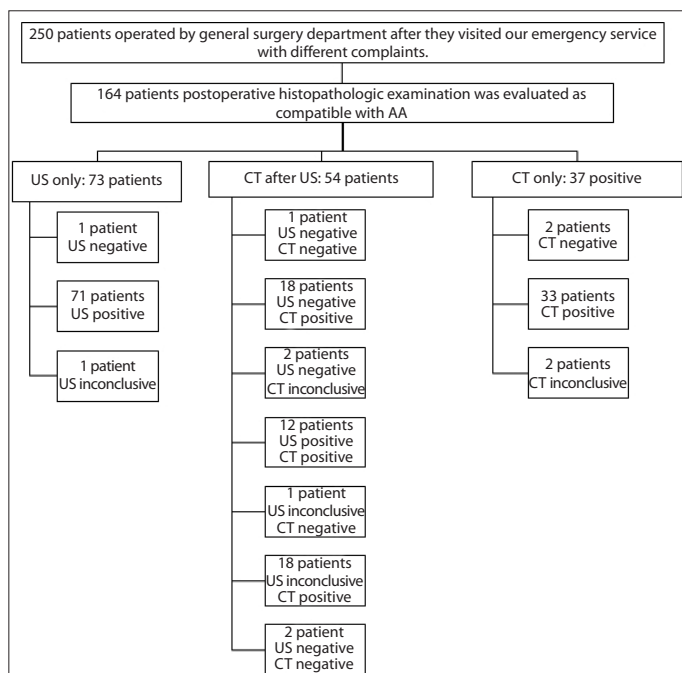 250 patients operated by general surgery department after they visited our emergency service
with different complaints.
164 patients postoperative histopathologic examination was evaluated as
compatible with AA
US only: 73 patients
1 patient
US negative
71 patients
US positive
1 patient
US inconclusive
CT after US: 54 patients
1 patient
US negative
CT negative
18 patients
US negative
CT positive
2 patients
US negative
CT inconclusive
12 patients
US positive
CT positive
1 patient
US inconclusive
CT negative
18 patients
US inconclusive
CT positive
2 patient
US negative
CT negative
CT only: 37 positive
2 patients
CT negative
33 patients
CT positive
2 patients
CT inconclusive